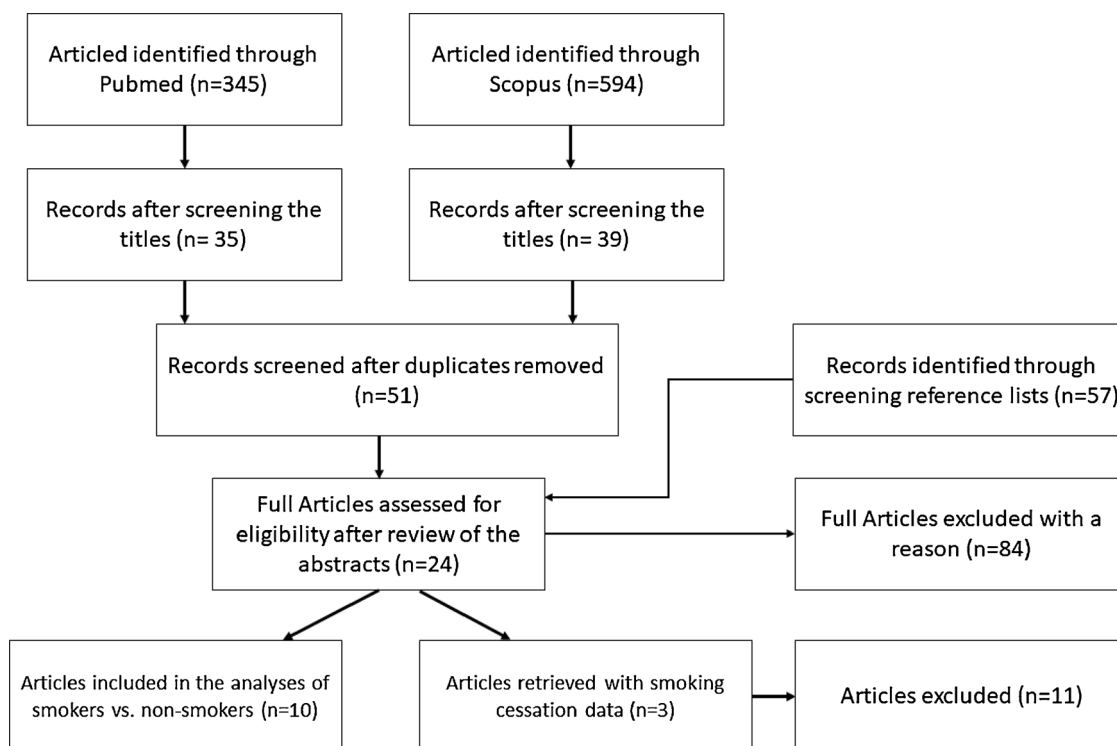 Articled identified through
Pubmed (n=345)
Articled identified through
Scopus (n=594)
Records after screening the
titles (n= 35)
Records after screening the
titles (n= 39)
Records screened after duplicates removed
(n=51)
Records identified through
screening reference lists (n=57)
Full Articles assessed for
eligibility after review of the
abstracts (n=24)
Full Articles excluded with a
reason (n=84)
Articles included in the analyses of
smokers vs. non-smokers (n=10)
Articles retrieved with smoking
cessation data (n=3)
Articles excluded (n=11)